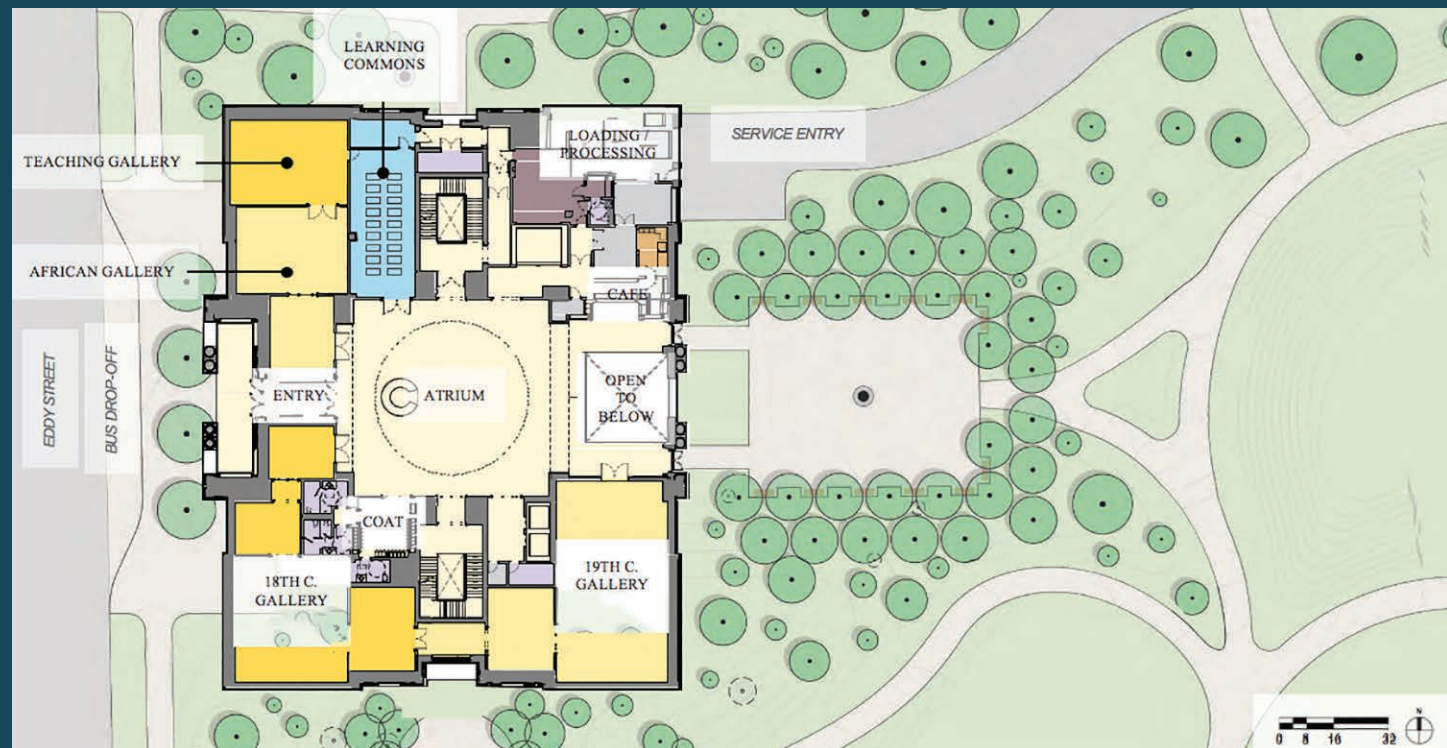 LEARNING
COMMONS
TEACHING GALLERY
LOADING /
PROCESSING
SERVICE ENTRY
AFRICAN GALLERY
CAFE
EDDY STREET
BUS DROP-OFF
ENTRY
ATRIUM
OPEN
TO
BELOW
COAT
18TH C.
GALLERY
19TH C.
GALLERY
N
0 8 16 32